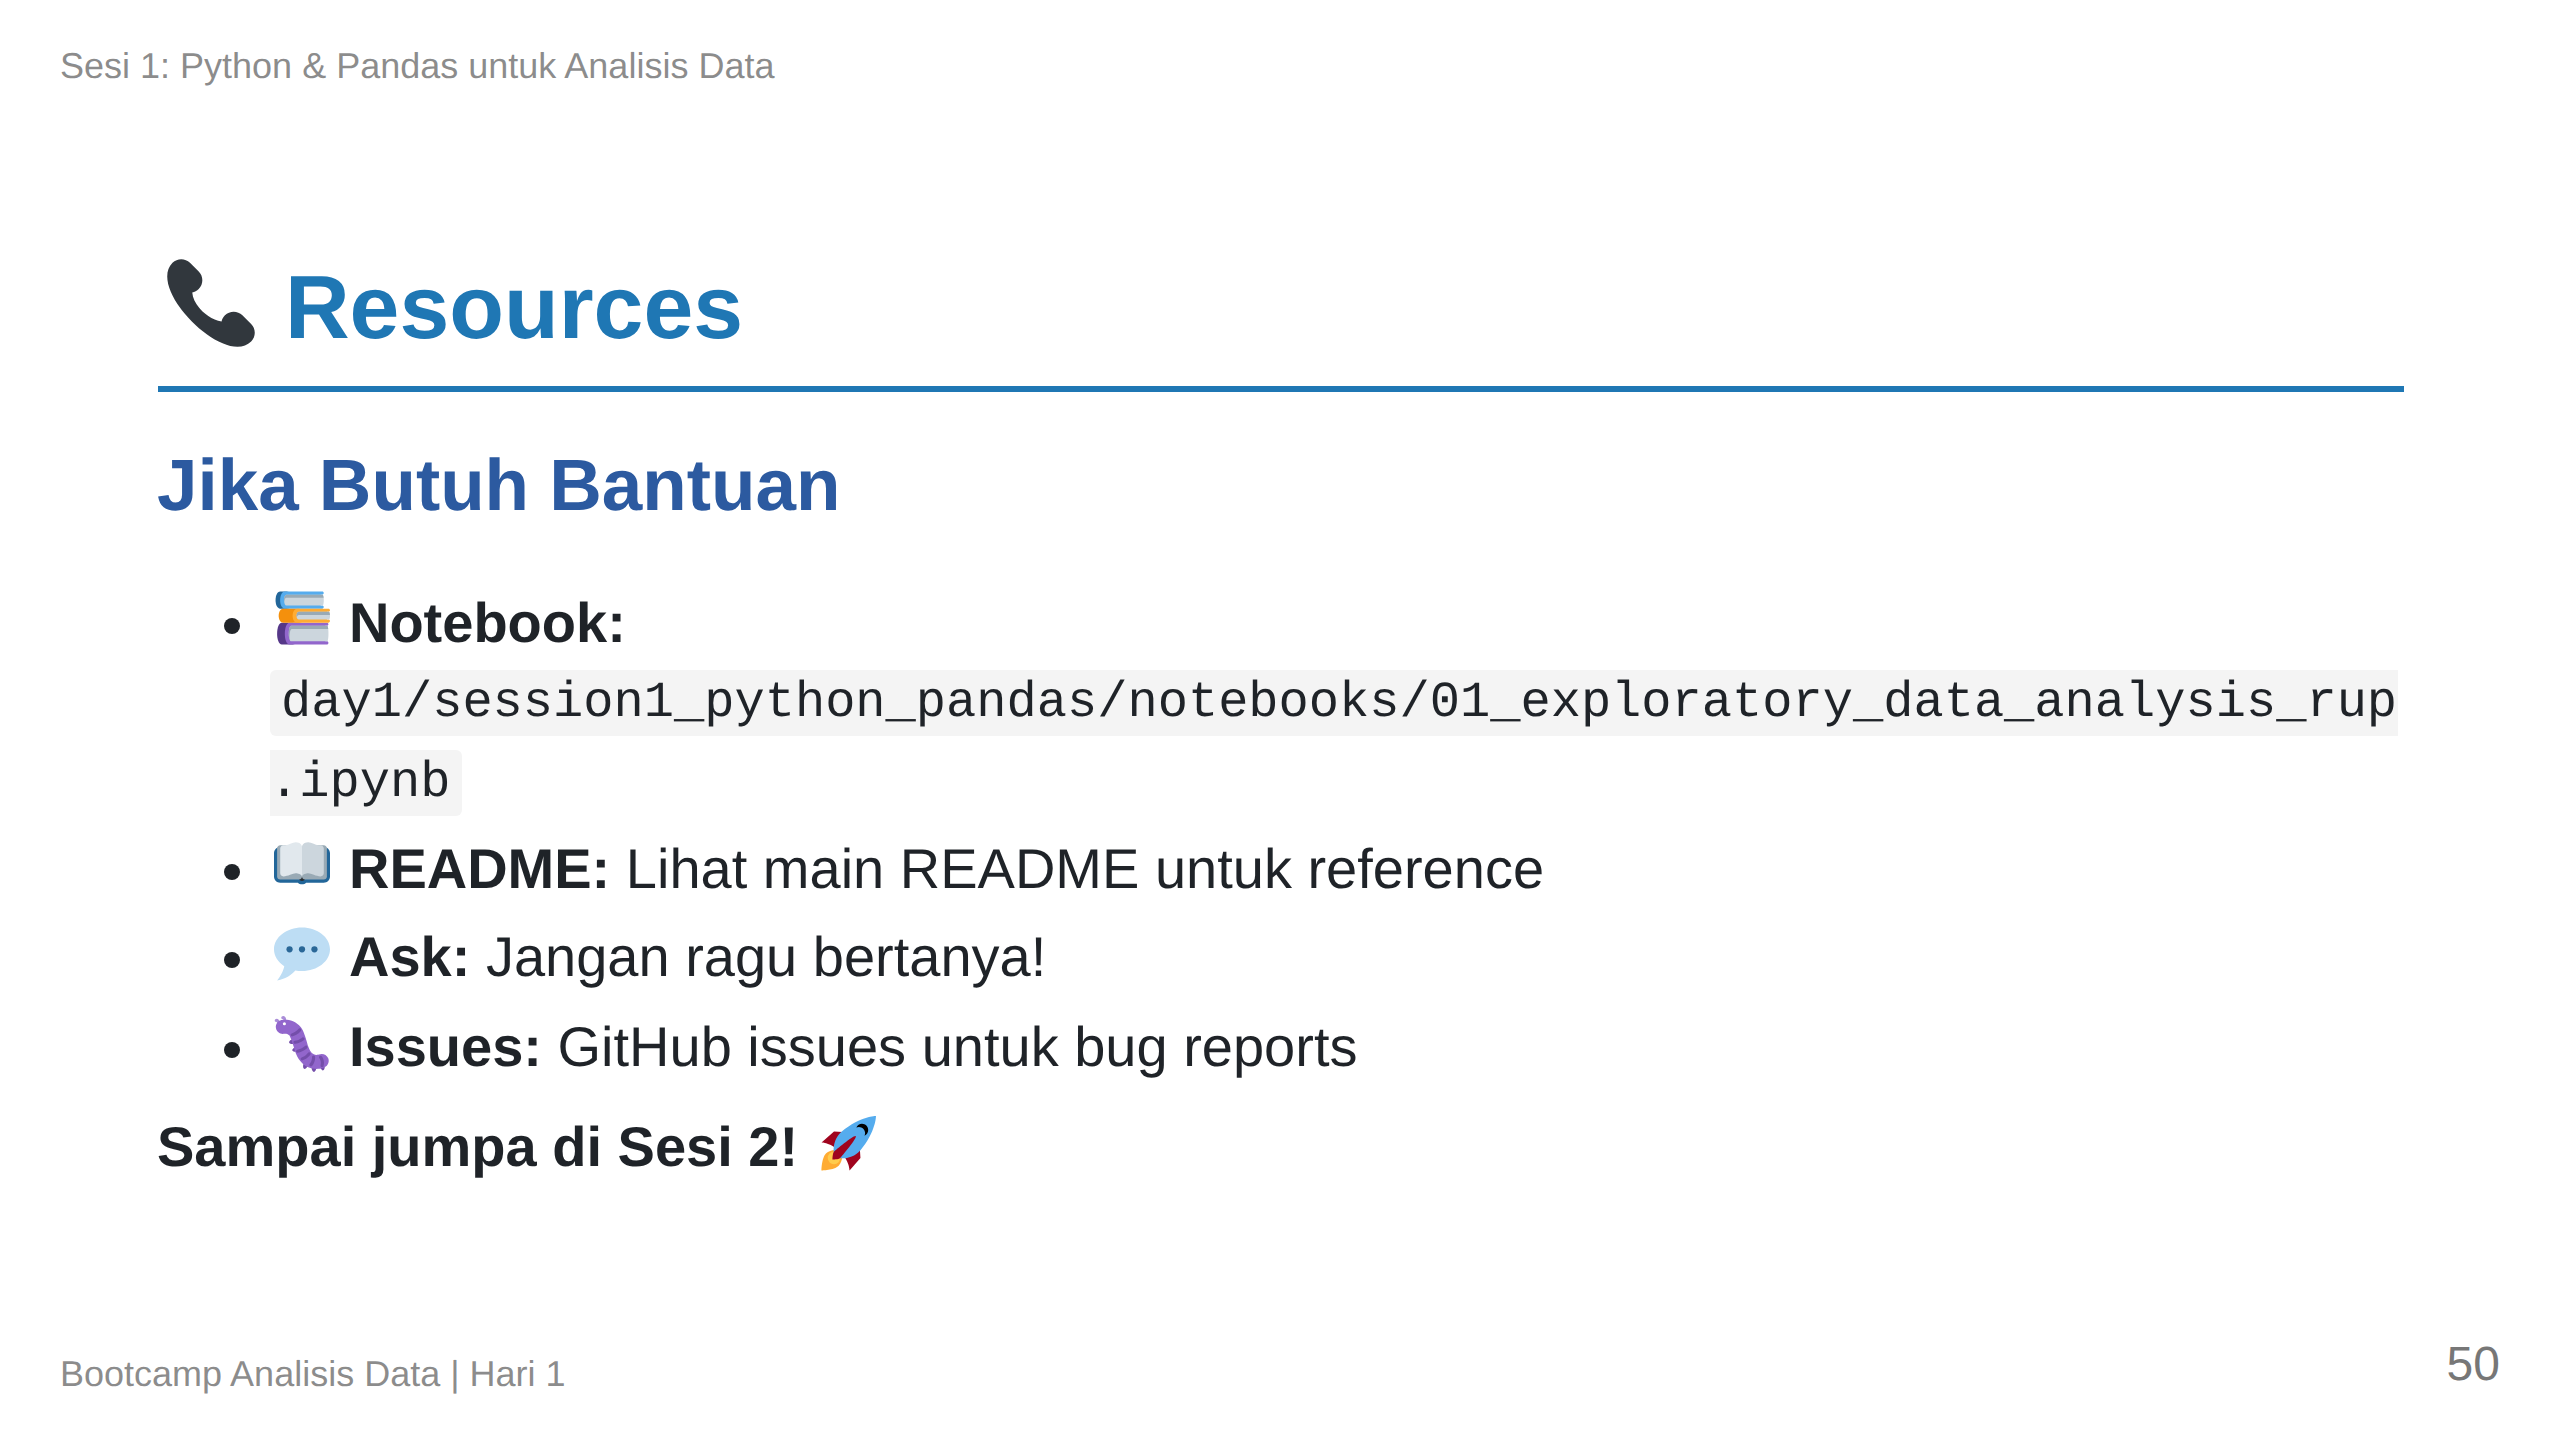 Sesi 1: Python & Pandas untuk Analisis Data
📞 Resources
Jika Butuh Bantuan
• 📚 Notebook:
day1/session1_python_pandas/notebooks/01_exploratory_data_analysis_rup
.ipynb
• 📖 README: Lihat main README untuk reference
• 💬 Ask: Jangan ragu bertanya!
• 🐛 Issues: GitHub issues untuk bug reports
Sampai jumpa di Sesi 2! 🚀
Bootcamp Analisis Data | Hari 1
50